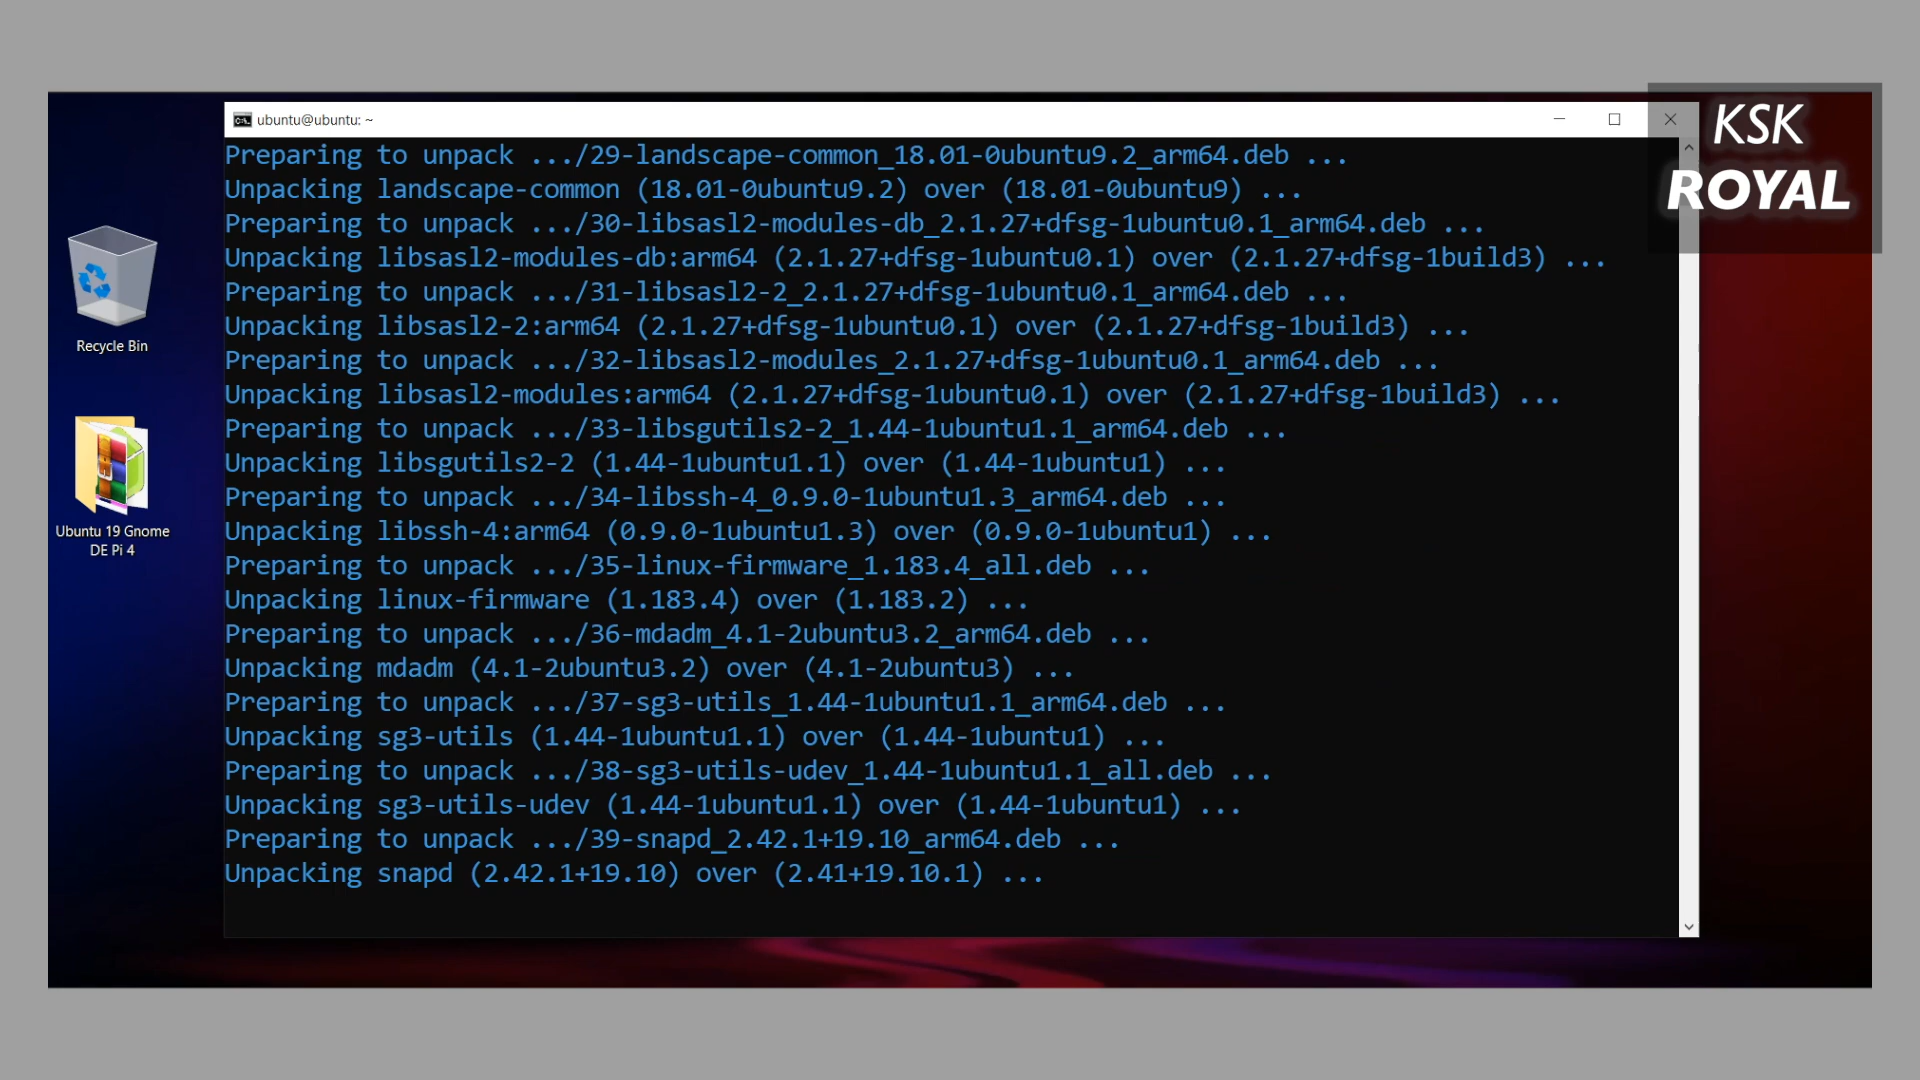 ubuntu@ubuntu: ~
KSK
ROYAL
Preparing to unpack .../29-landscape-common_18.01-0ubuntu9.2_arm64.deb ...
Unpacking landscape-common (18.01-0ubuntu9.2) over (18.01-0ubuntu9) ...
Preparing to unpack .../30-libsasl2-modules-db_2.1.27+dfsg-1ubuntu0.1_arm64.deb ...
Unpacking libsasl2-modules-db:arm64 (2.1.27+dfsg-1ubuntu0.1) over (2.1.27+dfsg-1build3) ...
Preparing to unpack .../31-libsasl2-2_2.1.27+dfsg-1ubuntu0.1_arm64.deb ...
Unpacking libsasl2-2:arm64 (2.1.27+dfsg-1ubuntu0.1) over (2.1.27+dfsg-1build3) ...
Preparing to unpack .../32-libsasl2-modules_2.1.27+dfsg-1ubuntu0.1_arm64.deb ...
Unpacking libsasl2-modules:arm64 (2.1.27+dfsg-1ubuntu0.1) over (2.1.27+dfsg-1build3) ...
Preparing to unpack .../33-libsgutils2-2_1.44-1ubuntu1.1_arm64.deb ...
Unpacking libsgutils2-2 (1.44-1ubuntu1.1) over (1.44-1ubuntu1) ...
Preparing to unpack .../34-libssh-4_0.9.0-1ubuntu1.3_arm64.deb ...
Unpacking libssh-4:arm64 (0.9.0-1ubuntu1.3) over (0.9.0-1ubuntu1) ...
Preparing to unpack .../35-linux-firmware_1.183.4_all.deb ...
Unpacking linux-firmware (1.183.4) over (1.183.2) ...
Preparing to unpack .../36-mdadm_4.1-2ubuntu3.2_arm64.deb ...
Unpacking mdadm (4.1-2ubuntu3.2) over (4.1-2ubuntu3) ...
Preparing to unpack .../37-sg3-utils_1.44-1ubuntu1.1_arm64.deb ...
Unpacking sg3-utils (1.44-1ubuntu1.1) over (1.44-1ubuntu1) ...
Preparing to unpack .../38-sg3-utils-udev_1.44-1ubuntu1.1_all.deb ...
Unpacking sg3-utils-udev (1.44-1ubuntu1.1) over (1.44-1ubuntu1) ...
Preparing to unpack .../39-snapd_2.42.1+19.10_arm64.deb ...
Unpacking snapd (2.42.1+19.10) over (2.41+19.10.1) ...
Recycle Bin
Ubuntu 19 Gnome
DE Pi 4